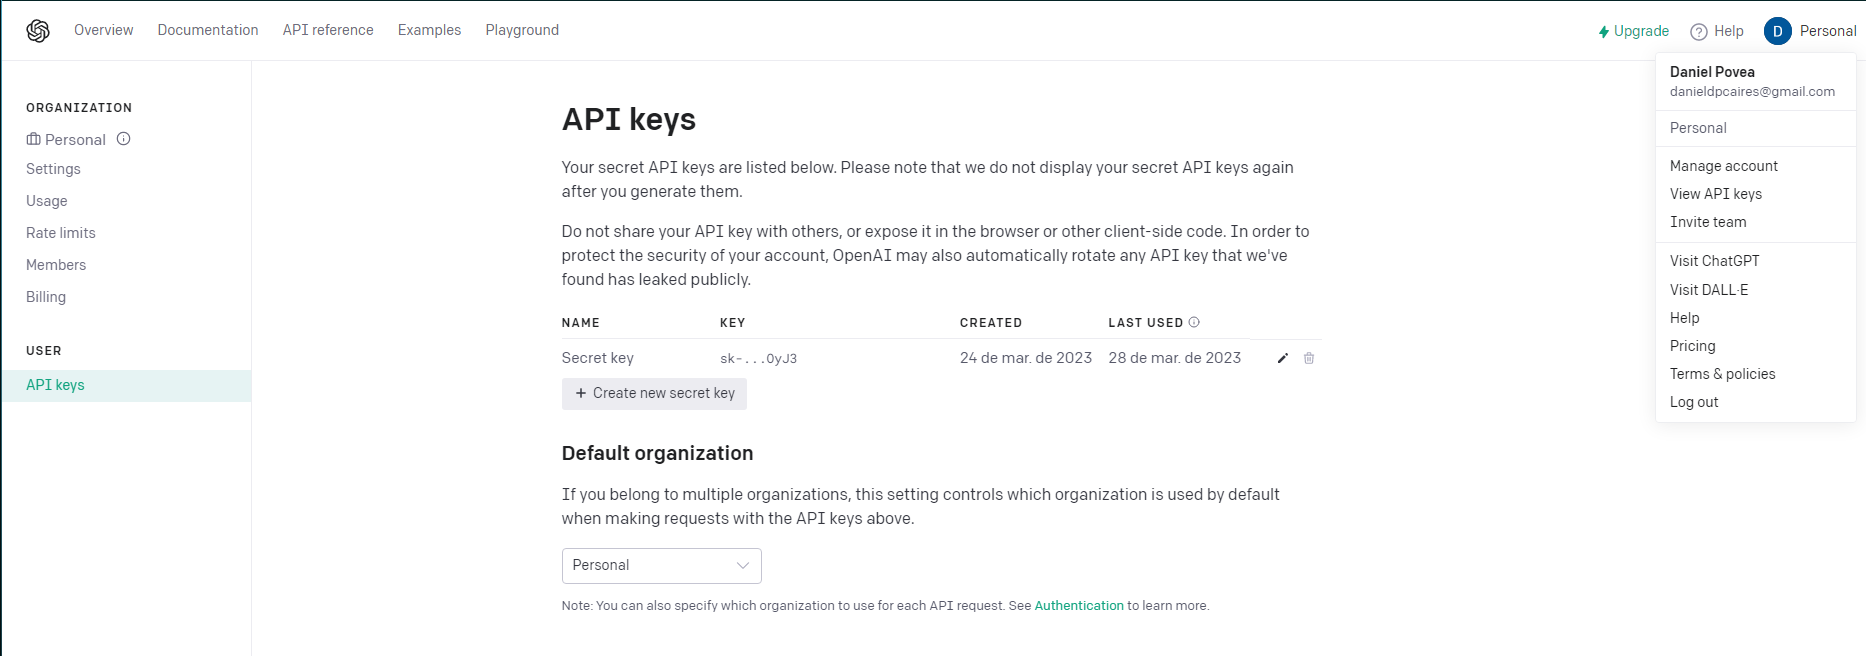 Overview Documentation API reference Examples Playground
Upgrade Help D Personal
ORGANIZATION
Personal
Settings
Usage
Rate limits
Members
Billing
USER
API keys
API keys
Your secret API keys are listed below. Please note that we do not display your secret API keys again
after you generate them.
Do not share your API key with others, or expose it in the browser or other client-side code. In order to
protect the security of your account, OpenAI may also automatically rotate any API key that we've
found has leaked publicly.
NAME KEY CREATED LAST USED
Secret key sk-...0yJ3 24 de mar. de 2023 28 de mar. de 2023
+ Create new secret key
Default organization
If you belong to multiple organizations, this setting controls which organization is used by default
when making requests with the API keys above.
Personal
Note: You can also specify which organization to use for each API request. See Authentication to learn more.
Daniel Povea
danieldpcaires@gmail.com
Personal
Manage account
View API keys
Invite team
Visit ChatGPT
Visit DALL·E
Help
Pricing
Terms & policies
Log out